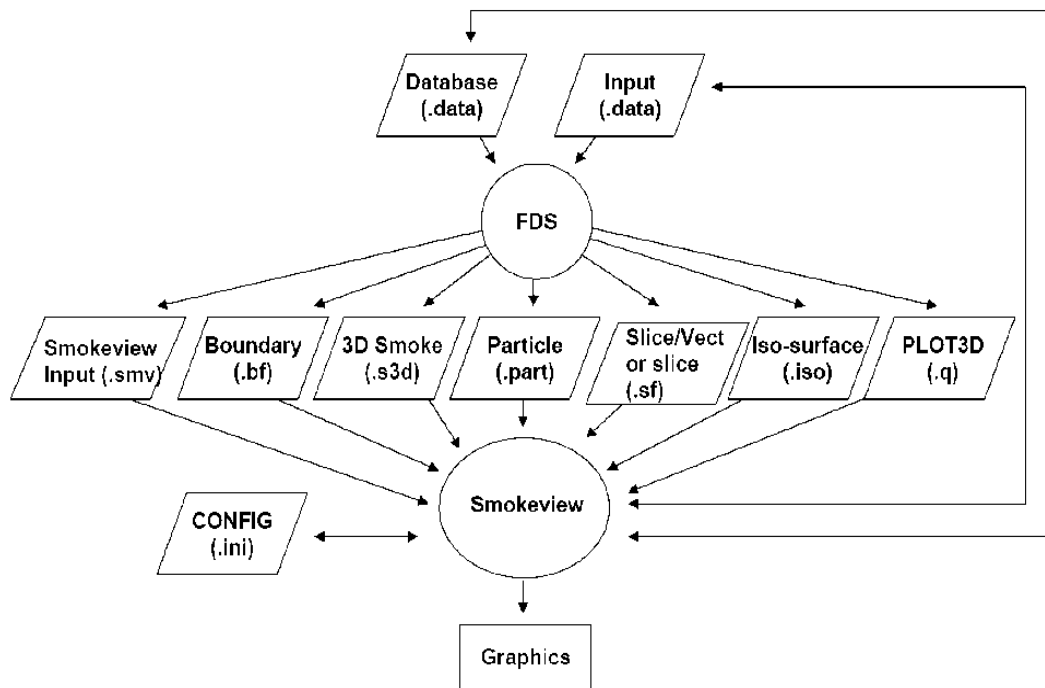 Database
(.data)
Input
(.data)
FDS
Smokeview
Input (.smv)
Boundary
(.bf)
3D Smoke
(.s3d)
Particle
(.part)
Slice/Vect
or slice
(.sf)
Iso-surface
(.iso)
PLOT3D
(.q)
Smokeview
CONFIG
(.ini)
Graphics